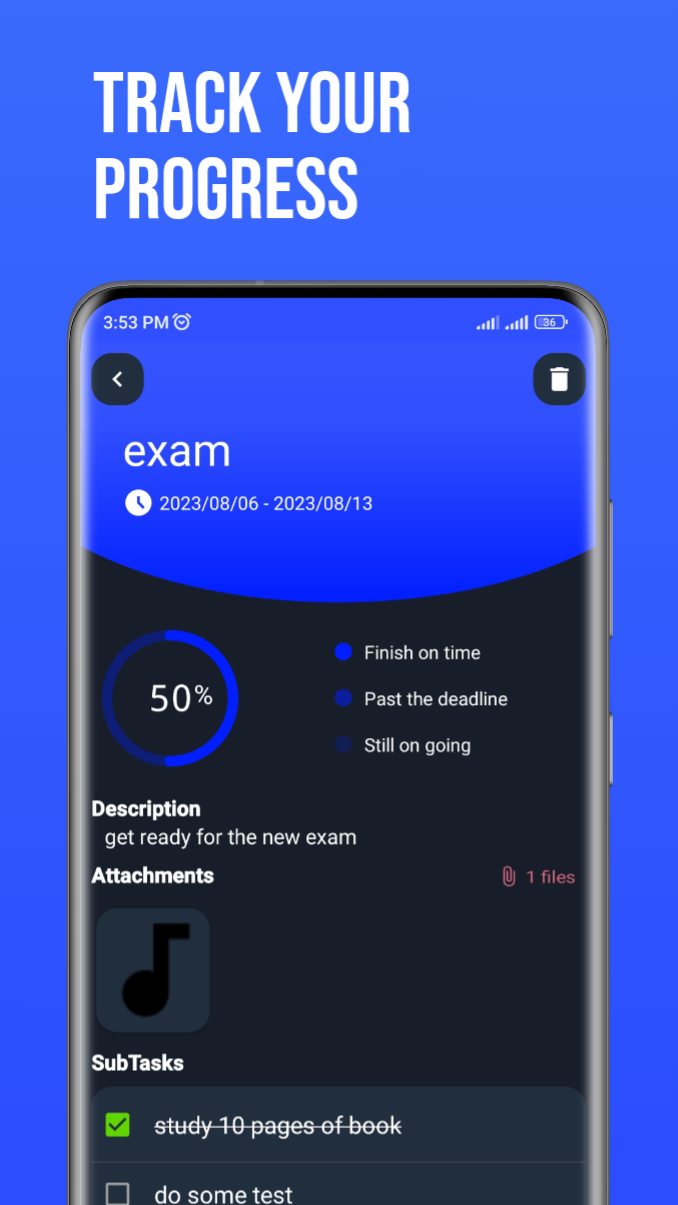 TRACK YOUR
PROGRESS
3:53 PM
36
exam
2023/08/06 - 2023/08/13
50%
Finish on time
Past the deadline
Still on going
Description
get ready for the new exam
Attachments
1 files
SubTasks
study 10 pages of book
do some test